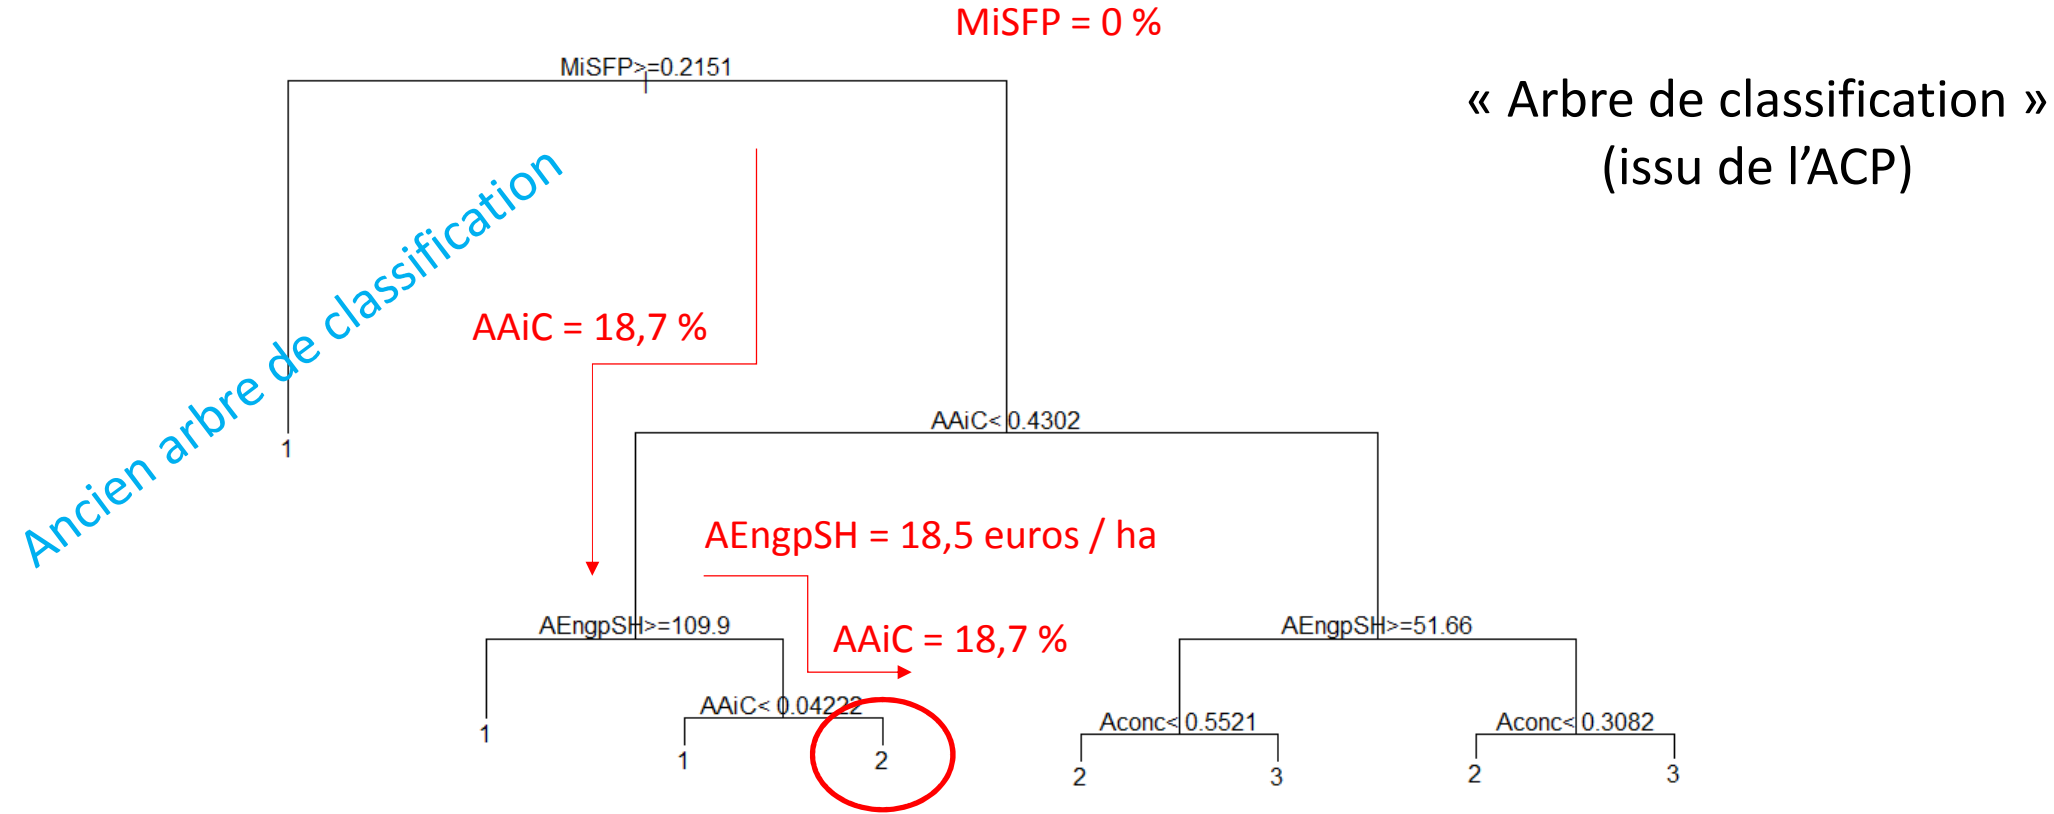 MiSFP = 0 %
MiSFP>=0.2151
« Arbre de classification »
(issu de l’ACP)
Ancien arbre de classification
AAiC = 18,7 %
AAiC< 0.4302
1
AEngpSH = 18,5 euros / ha
AEngpSH>=109.9
AAiC = 18,7 %
AEngpSH>=51.66
AAiC< 0.04222
Aconc< 0.5521
Aconc< 0.3082
1
1
2
2
3
2
3